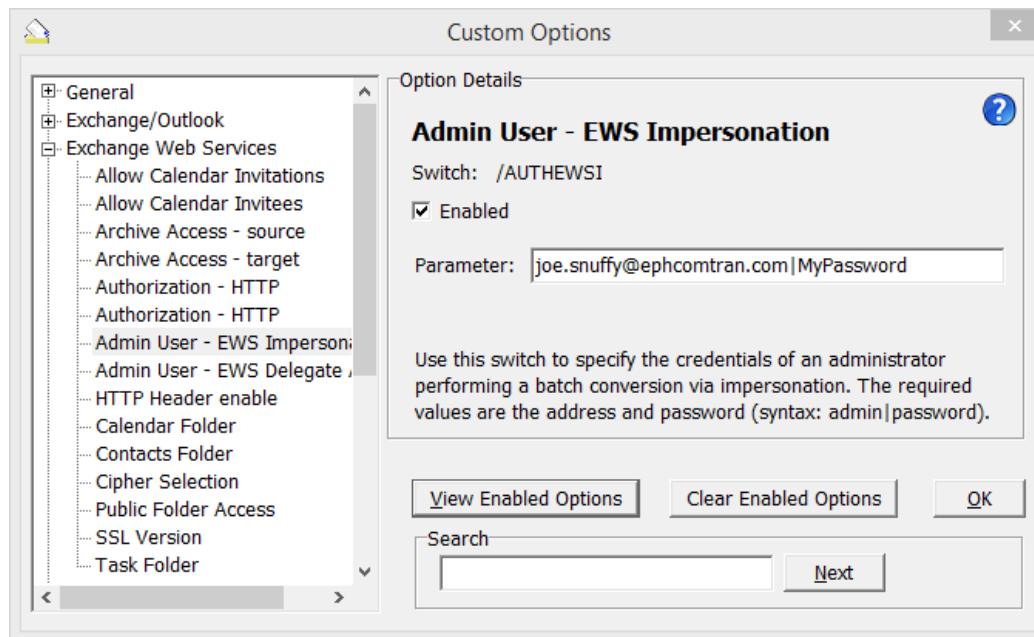 Custom Options
General
Exchange/Outlook
Exchange Web Services
Allow Calendar Invitations
Allow Calendar Invitees
Archive Access - source
Archive Access - target
Authorization - HTTP
Authorization - HTTP
Admin User - EWS Impersona
Admin User - EWS Delegate
HTTP Header enable
Calendar Folder
Contacts Folder
Cipher Selection
Public Folder Access
SSL Version
Task Folder
Option Details
Admin User - EWS Impersonation
Switch: /AUTHEWSI
Enabled
Parameter: joe.snuffy@ephcomtran.com|MyPassword
Use this switch to specify the credentials of an administrator
performing a batch conversion via impersonation. The required
values are the address and password (syntax: admin|password).
View Enabled Options Clear Enabled Options OK
Search
Next